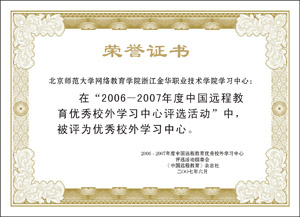 荣誉证书
北京师范大学网络教育学院浙江金华职业技术学院学习中心：
在“2006—2007年度中国远程教
育优秀校外学习中心评选活动”中，
被评为优秀校外学习中心。
2006-2007年度中国远程教育优秀校外学习中心
评选活动组委会
《中国远程教育》杂志社
二〇〇七年六月